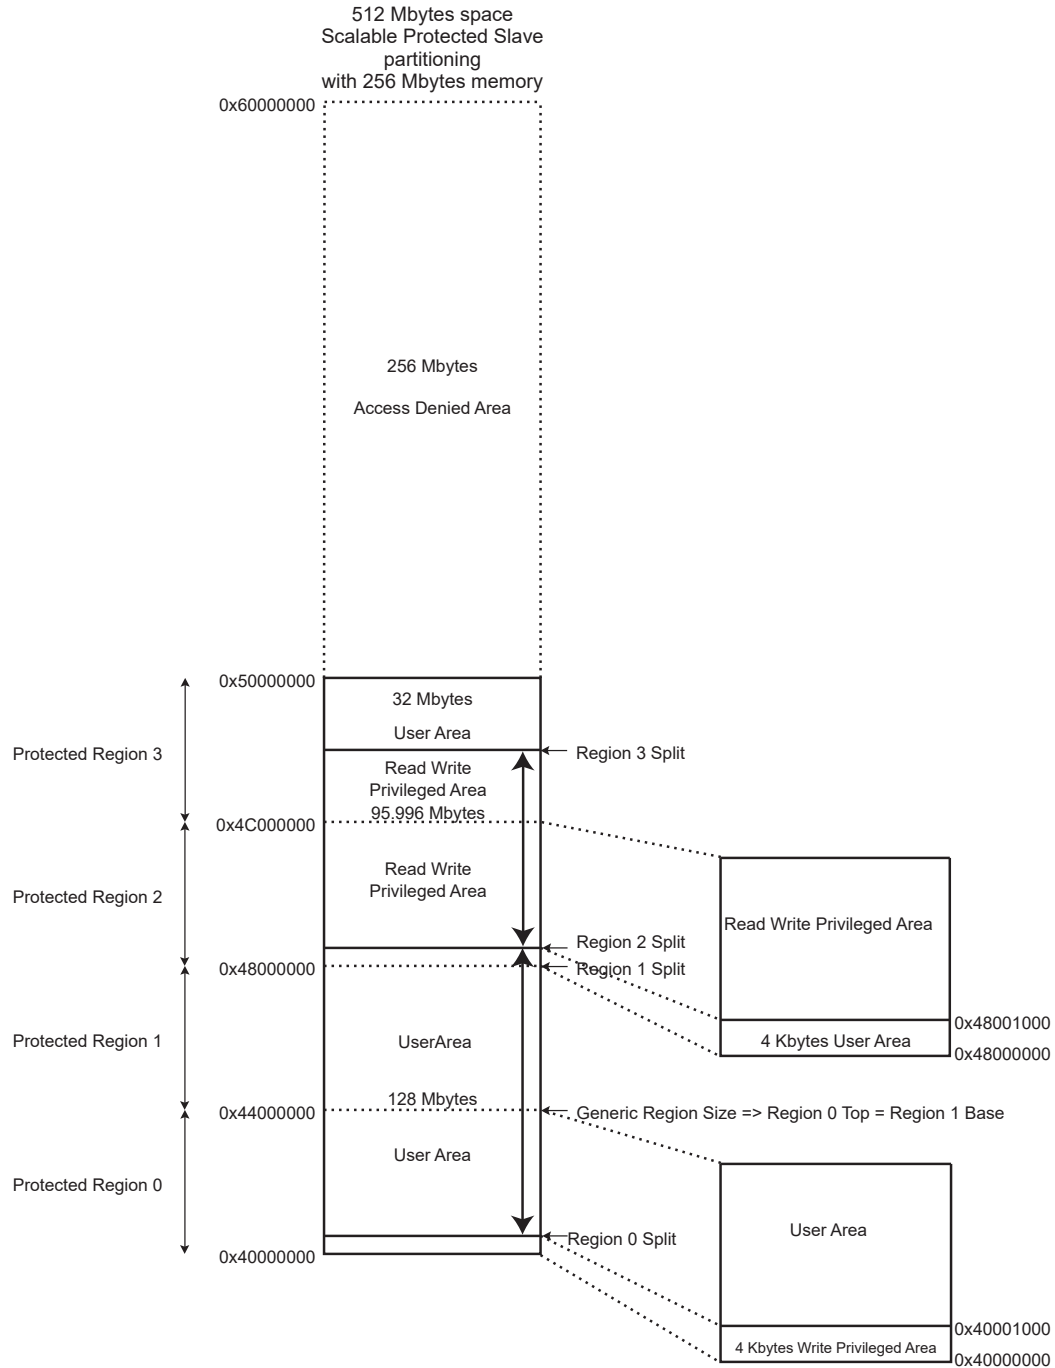 512 Mbytes space
Scalable Protected Slave
partitioning
with 256 Mbytes memory
0x60000000
256 Mbytes
Access Denied Area
0x50000000
32 Mbytes
User Area
Protected Region 3
Region 3 Split
Read Write
Privileged Area
95.996 Mbytes
0x4C000000
Read Write
Privileged Area
Protected Region 2
Read Write Privileged Area
Region 2 Split
0x48000000
Region 1 Split
0x48001000
4 Kbytes User Area
0x48000000
Protected Region 1
UserArea
128 Mbytes
0x44000000
Generic Region Size => Region 0 Top = Region 1 Base
User Area
Protected Region 0
User Area
Region 0 Split
0x40000000
0x40001000
4 Kbytes Write Privileged Area
0x40000000